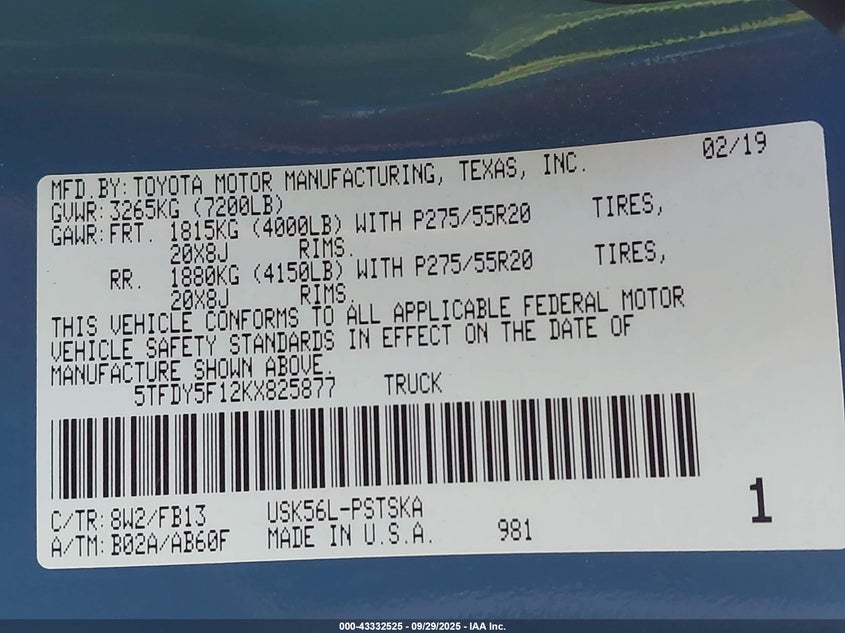 02/19
MFD.BY:TOYOTA MOTOR MANUFACTURING, TEXAS, INC.
GVWR:3265KG (7200LB)
GAWR:FRT. 1815KG (4000LB) WITH P275/55R20 TIRES,
20X8J RIMS.
RR. 1880KG (4150LB) WITH P275/55R20 TIRES,
20X8J RIMS.
THIS VEHICLE CONFORMS TO ALL APPLICABLE FEDERAL MOTOR
VEHICLE SAFETY STANDARDS IN EFFECT ON THE DATE OF
MANUFACTURE SHOWN ABOVE.
5TFDY5F12KX825877 TRUCK
C/TR:8W2/FB13 USK56L-PSTSKA
A/TM:B02A/AB60F MADE IN U.S.A. 981
1
000-43332525 - 09/29/2025 - IAA Inc.